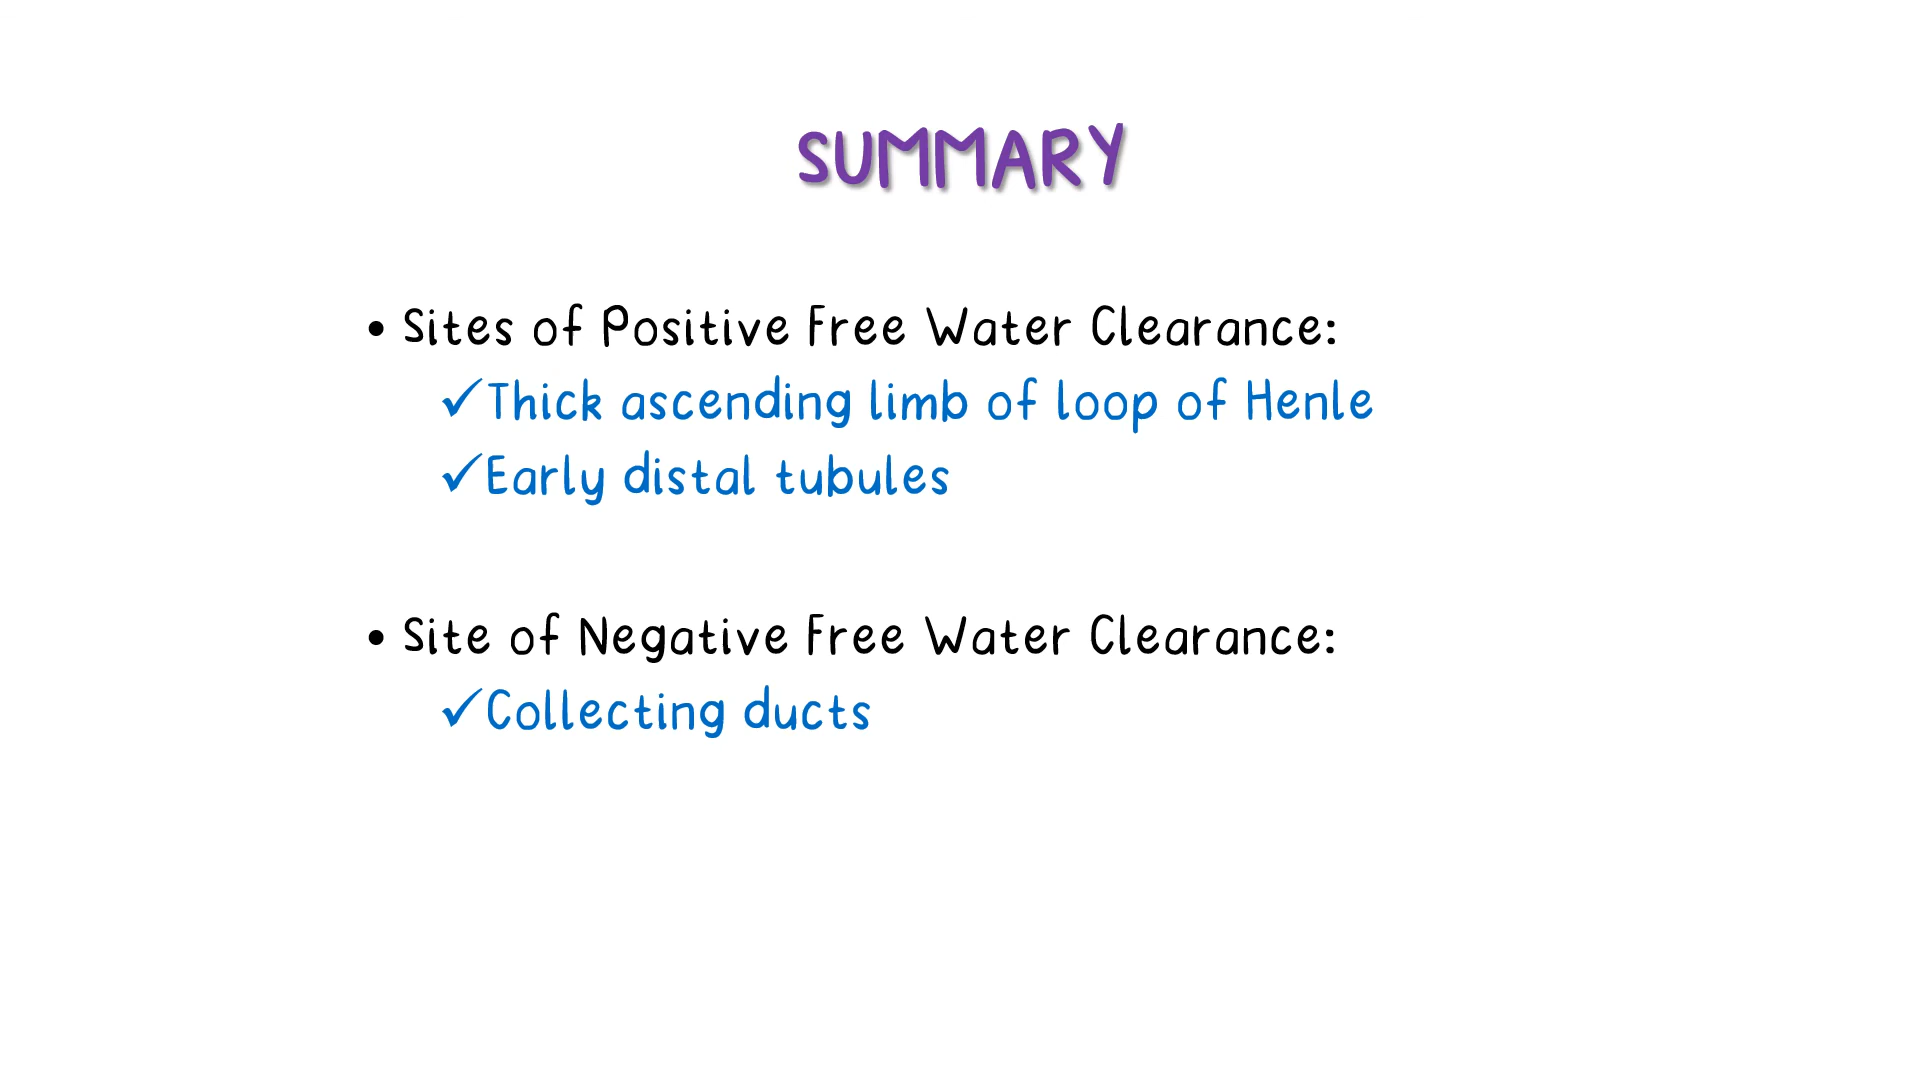 SUMMARY
• Sites of Positive Free Water Clearance:
✓Thick ascending limb of loop of Henle
✓Early distal tubules
• Site of Negative Free Water Clearance:
✓Collecting ducts